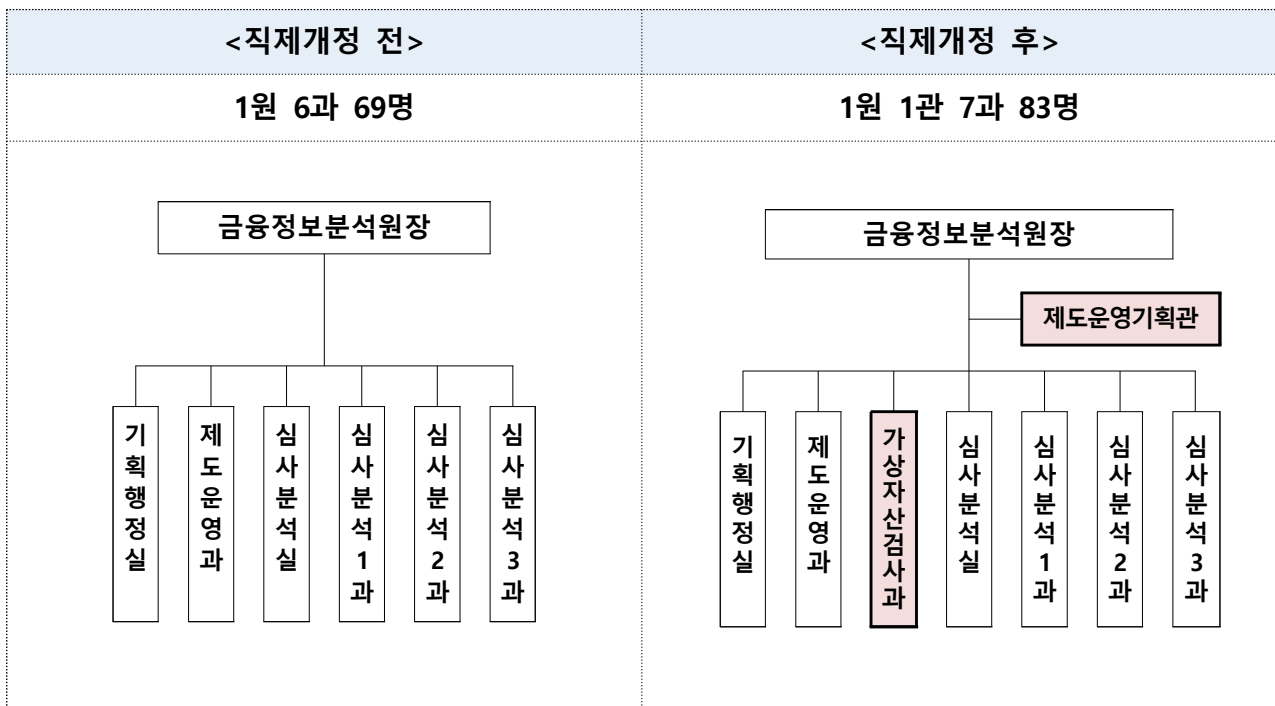 <직제개정 전>
<직제개정 후>
1원 6과 69명
1원 1관 7과 83명
금융정보분석원장
기획행정실
제도운영과
심사분석실
심사분석1과
심사분석2과
심사분석3과
금융정보분석원장
제도운영기획관
기획행정실
제도운영과
가상자산검사과
심사분석실
심사분석1과
심사분석2과
심사분석3과